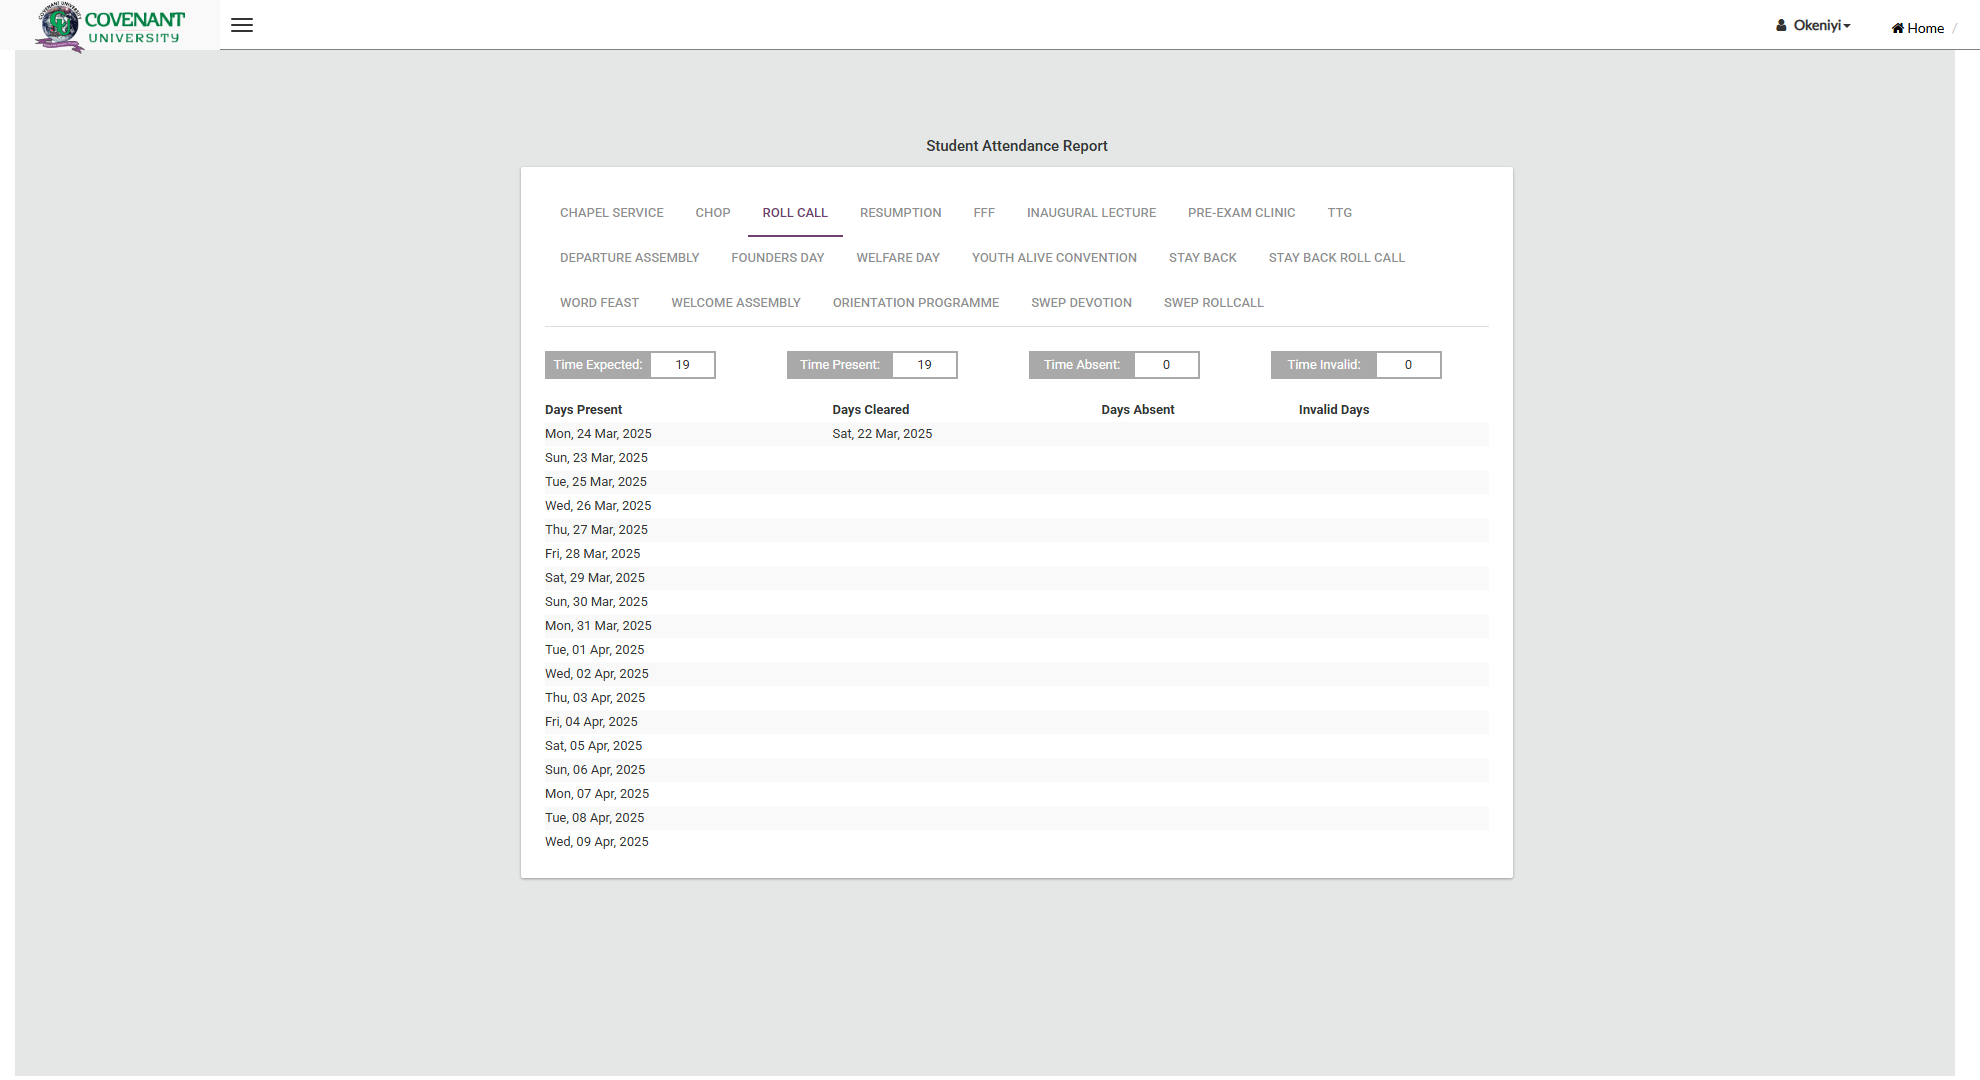 COVENANT
UNIVERSITY
Okeniyi
Home /
Student Attendance Report
CHAPEL SERVICE CHOP ROLL CALL RESUMPTION FFF INAUGURAL LECTURE PRE-EXAM CLINIC TTG
DEPARTURE ASSEMBLY FOUNDERS DAY WELFARE DAY YOUTH ALIVE CONVENTION STAY BACK STAY BACK ROLL CALL
WORD FEAST WELCOME ASSEMBLY ORIENTATION PROGRAMME SWEP DEVOTION SWEP ROLLCALL
Time Expected: 19 Time Present: 19 Time Absent: 0 Time Invalid: 0
Days Present Days Cleared Days Absent Invalid Days
Mon, 24 Mar, 2025 Sat, 22 Mar, 2025
Sun, 23 Mar, 2025
Tue, 25 Mar, 2025
Wed, 26 Mar, 2025
Thu, 27 Mar, 2025
Fri, 28 Mar, 2025
Sat, 29 Mar, 2025
Sun, 30 Mar, 2025
Mon, 31 Mar, 2025
Tue, 01 Apr, 2025
Wed, 02 Apr, 2025
Thu, 03 Apr, 2025
Fri, 04 Apr, 2025
Sat, 05 Apr, 2025
Sun, 06 Apr, 2025
Mon, 07 Apr, 2025
Tue, 08 Apr, 2025
Wed, 09 Apr, 2025